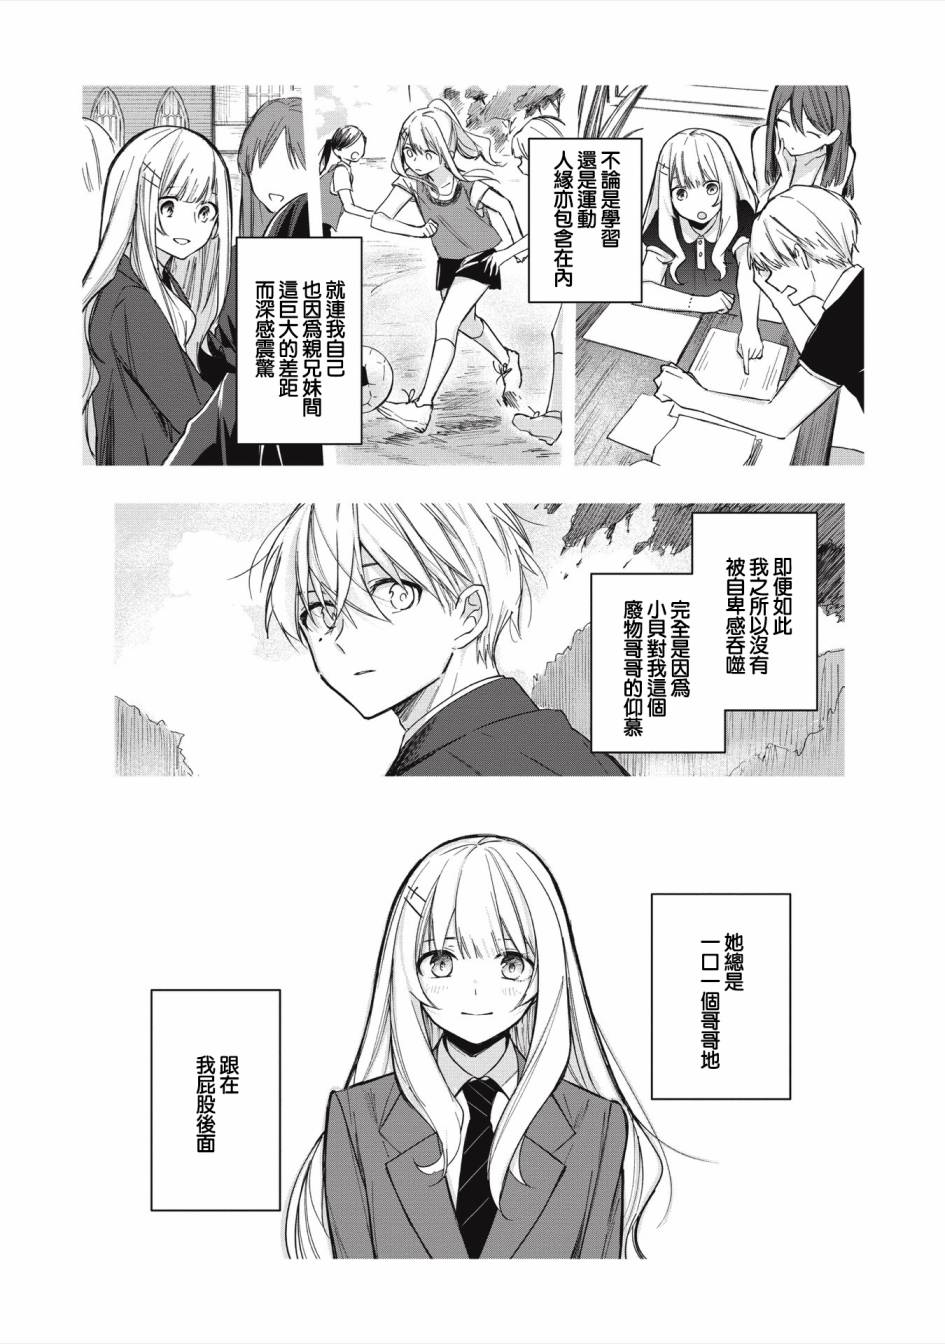 不論是學習
還是運動
人緣亦包含在內
就連我自己
也因為親兄妹間
這巨大的差距
而深感震驚
即便如此
我之所以沒有
被自卑感吞噬
完全是因為
小貝對我這個
廢物哥哥的仰慕
她總是
一口一個哥哥地
跟在
我屁股後面